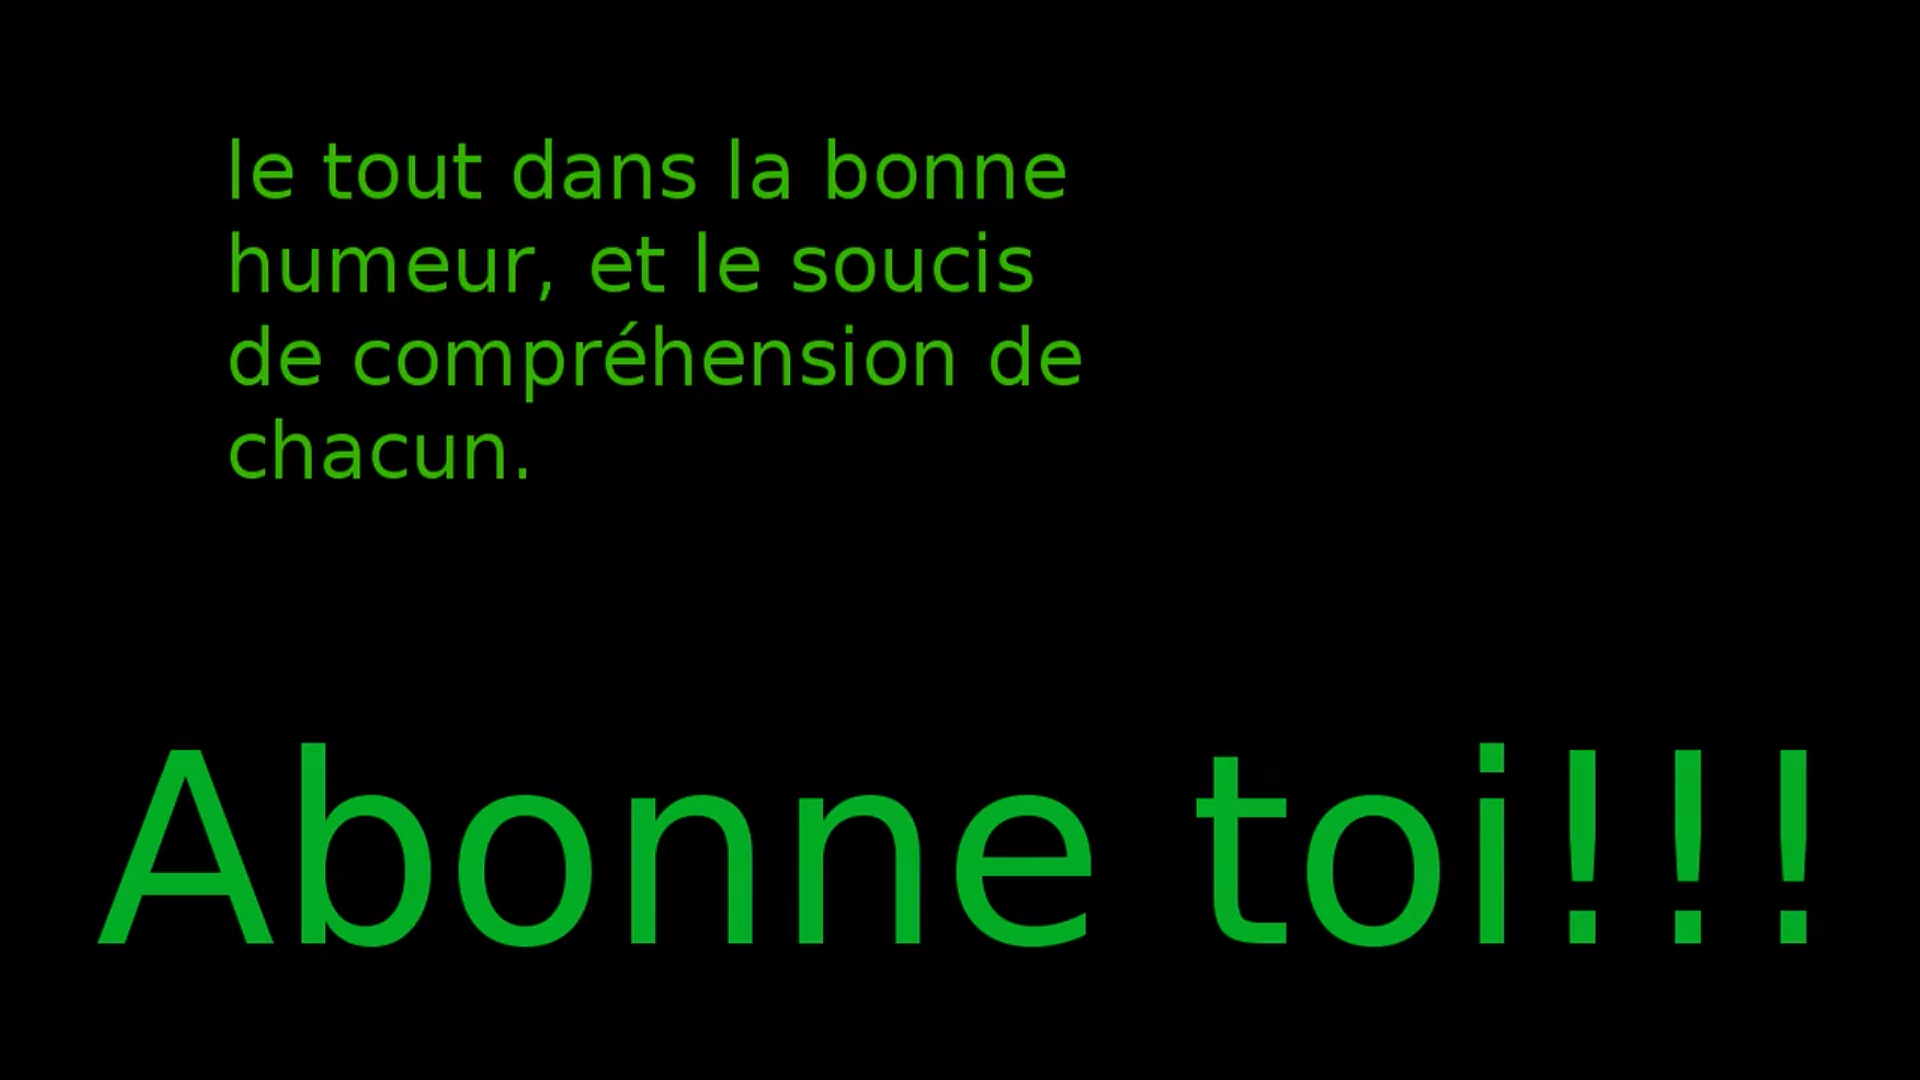 le tout dans la bonne
humeur, et le soucis
de compréhension de
chacun.
Abonne toi!!!